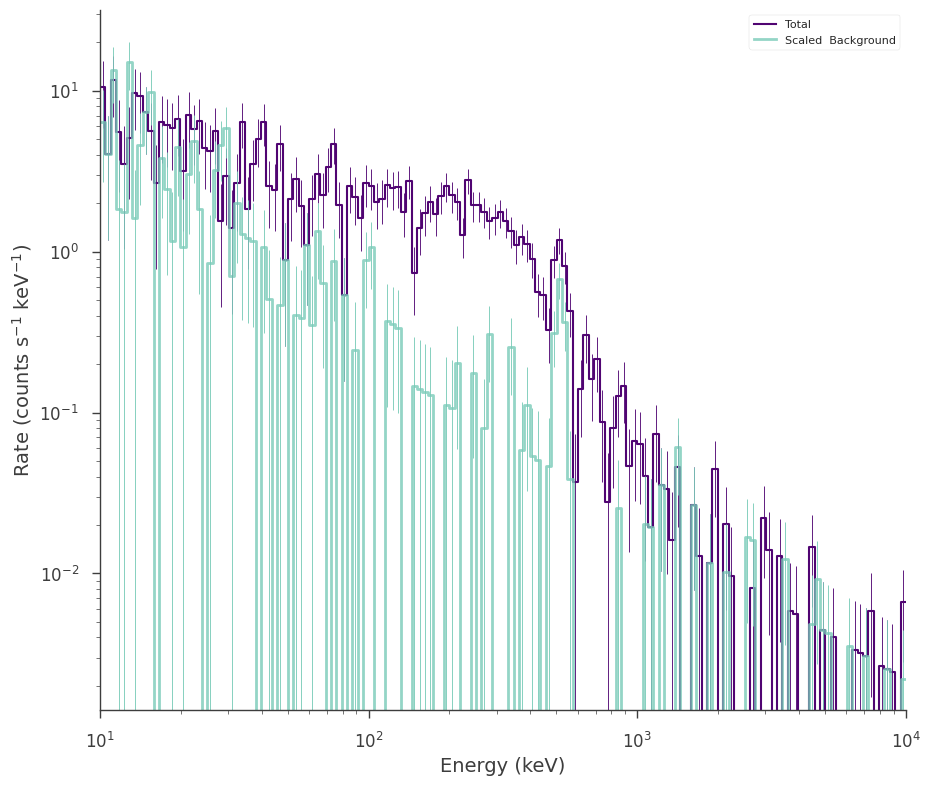 Total
Scaled  Background
10¹
10⁰
10⁻¹
10⁻²
Rate (counts s⁻¹ keV⁻¹)
10¹ 10² 10³ 10⁴
Energy (keV)